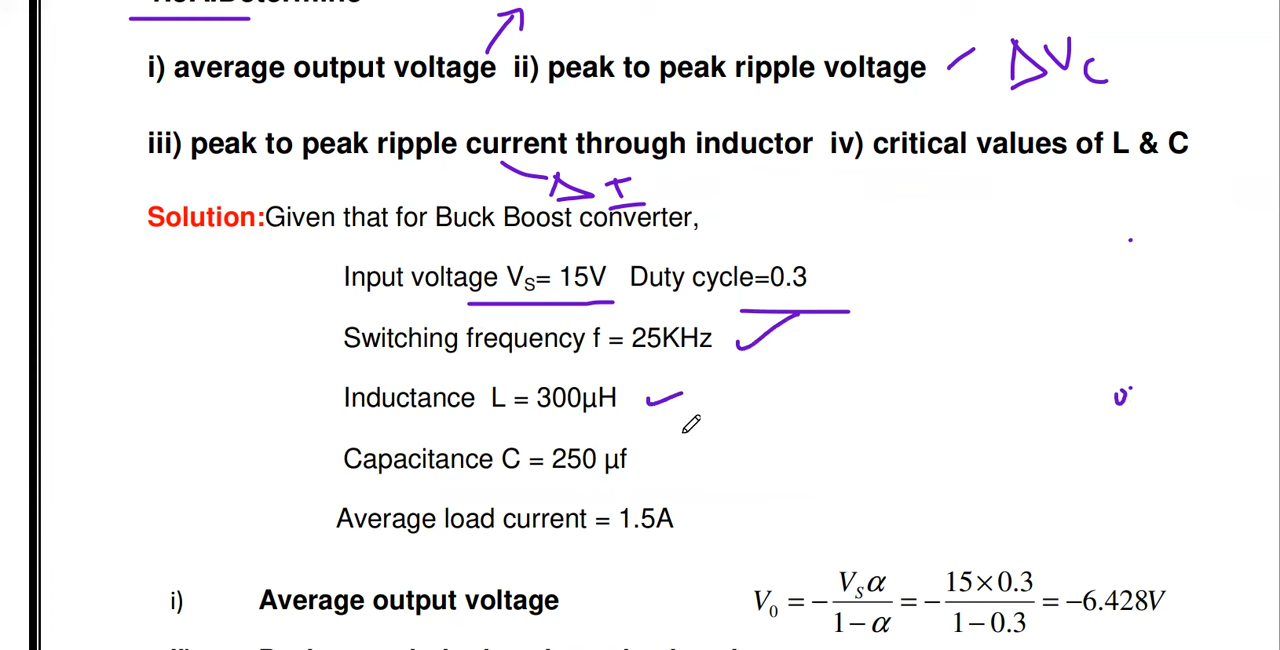 i) average output voltage ii) peak to peak ripple voltage ΔVc
iii) peak to peak ripple current through inductor iv) critical values of L & C
ΔI
Solution:Given that for Buck Boost converter,
Input voltage VS= 15V Duty cycle=0.3
Switching frequency f = 25KHz
Inductance L = 300μH
Capacitance C = 250 μf
Average load current = 1.5A
i) Average output voltage V0 = −VSα/1−α = −15×0.3/1−0.3 = −6.428V